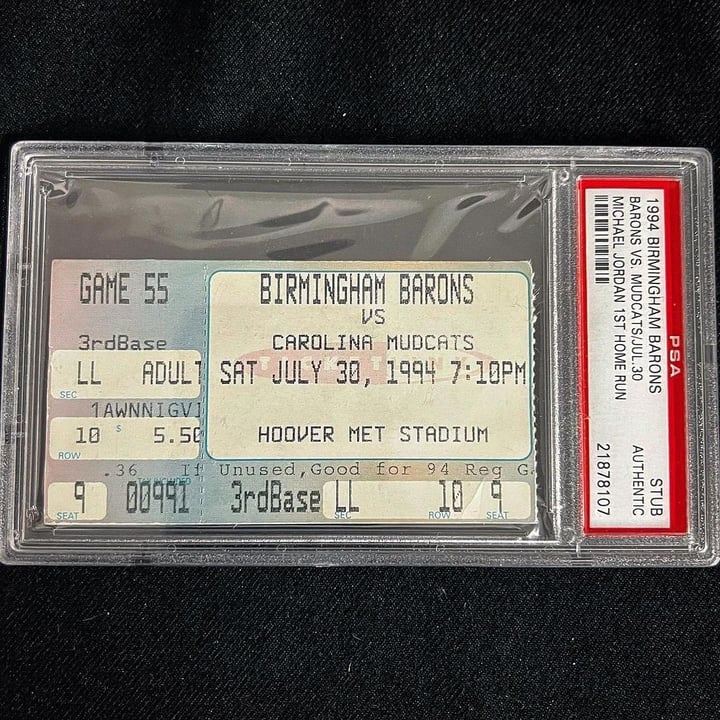 GAME 55
3rdBase
LL ADULT
SEC
1AWNNIGVI
10 $ 5.50
ROW
.36
9 00991
SEAT
BIRMINGHAM BARONS
VS
CAROLINA MUDCATS
SAT JULY 30, 1994 7:10PM
HOOVER MET STADIUM
If Unused,Good for 94 Reg Ga
3rdBase LL 10 9
SEC ROW SEAT
PSA
1994 BIRMINGHAM BARONS
BARONS VS. MUDCATS/JUL.30
MICHAEL JORDAN 1ST HOME RUN
STUB
AUTHENTIC
21878107